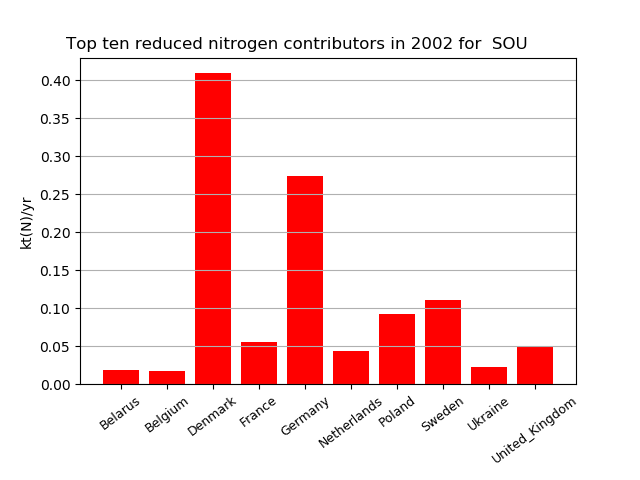 Top ten reduced nitrogen contributors in 2002 for  SOU
kt(N)/yr
0.40
0.35
0.30
0.25
0.20
0.15
0.10
0.05
0.00
Belarus
Belgium
Denmark
France
Germany
Netherlands
Poland
Sweden
Ukraine
United_Kingdom